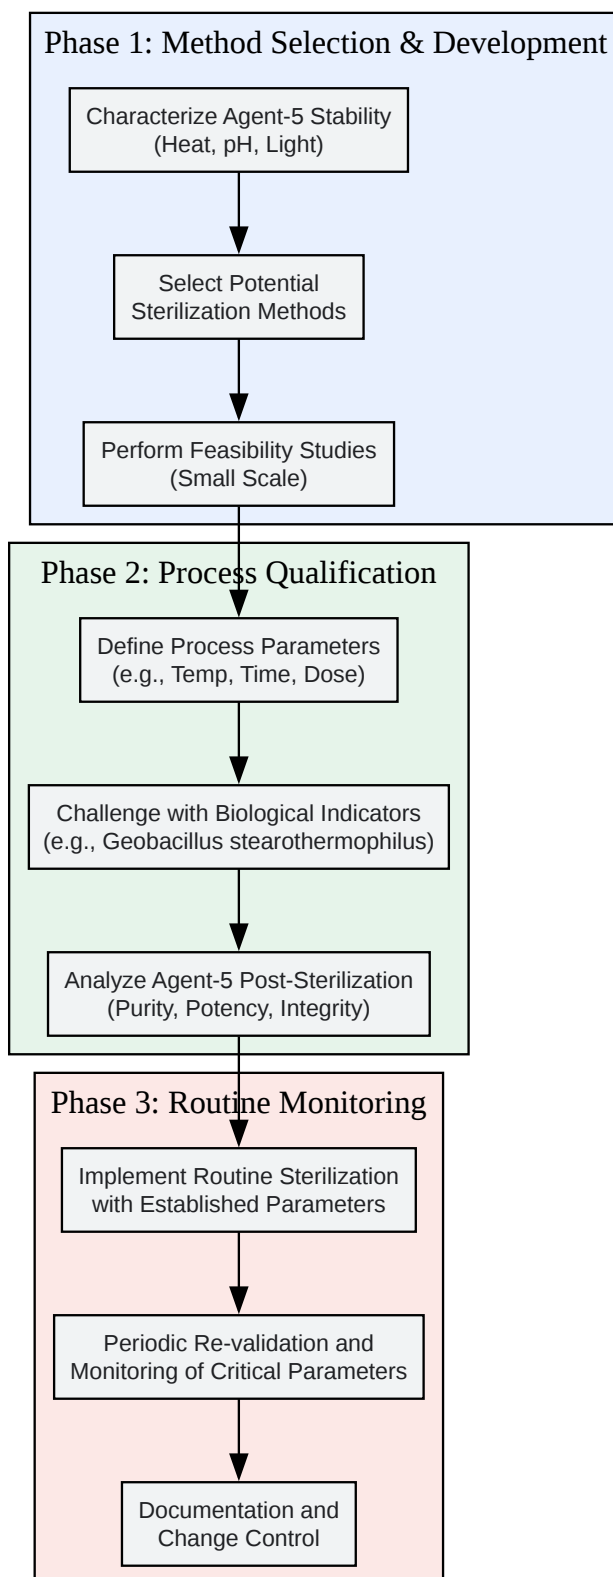 Phase 1: Method Selection & Development
Characterize Agent-5 Stability
(Heat, pH, Light)
Select Potential
Sterilization Methods
Perform Feasibility Studies
(Small Scale)
Phase 2: Process Qualification
Define Process Parameters
(e.g., Temp, Time, Dose)
Challenge with Biological Indicators
(e.g., Geobacillus stearothermophilus)
Analyze Agent-5 Post-Sterilization
(Purity, Potency, Integrity)
Phase 3: Routine Monitoring
Implement Routine Sterilization
with Established Parameters
Periodic Re-validation and
Monitoring of Critical Parameters
Documentation and
Change Control